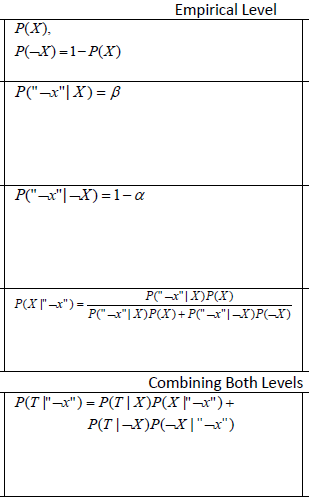 Empirical Level
P(X),
P(¬X) = 1− P(X)
P("¬x"| X) = β
P("¬x"|¬X) = 1− α
P(X |"¬x") = P("¬x"| X)P(X) / P("¬x"| X)P(X) + P("¬x"|¬X)P(¬X)
Combining Both Levels
P(T |"¬x") = P(T | X)P(X |"¬x") +
P(T |¬X)P(¬X |"¬x")